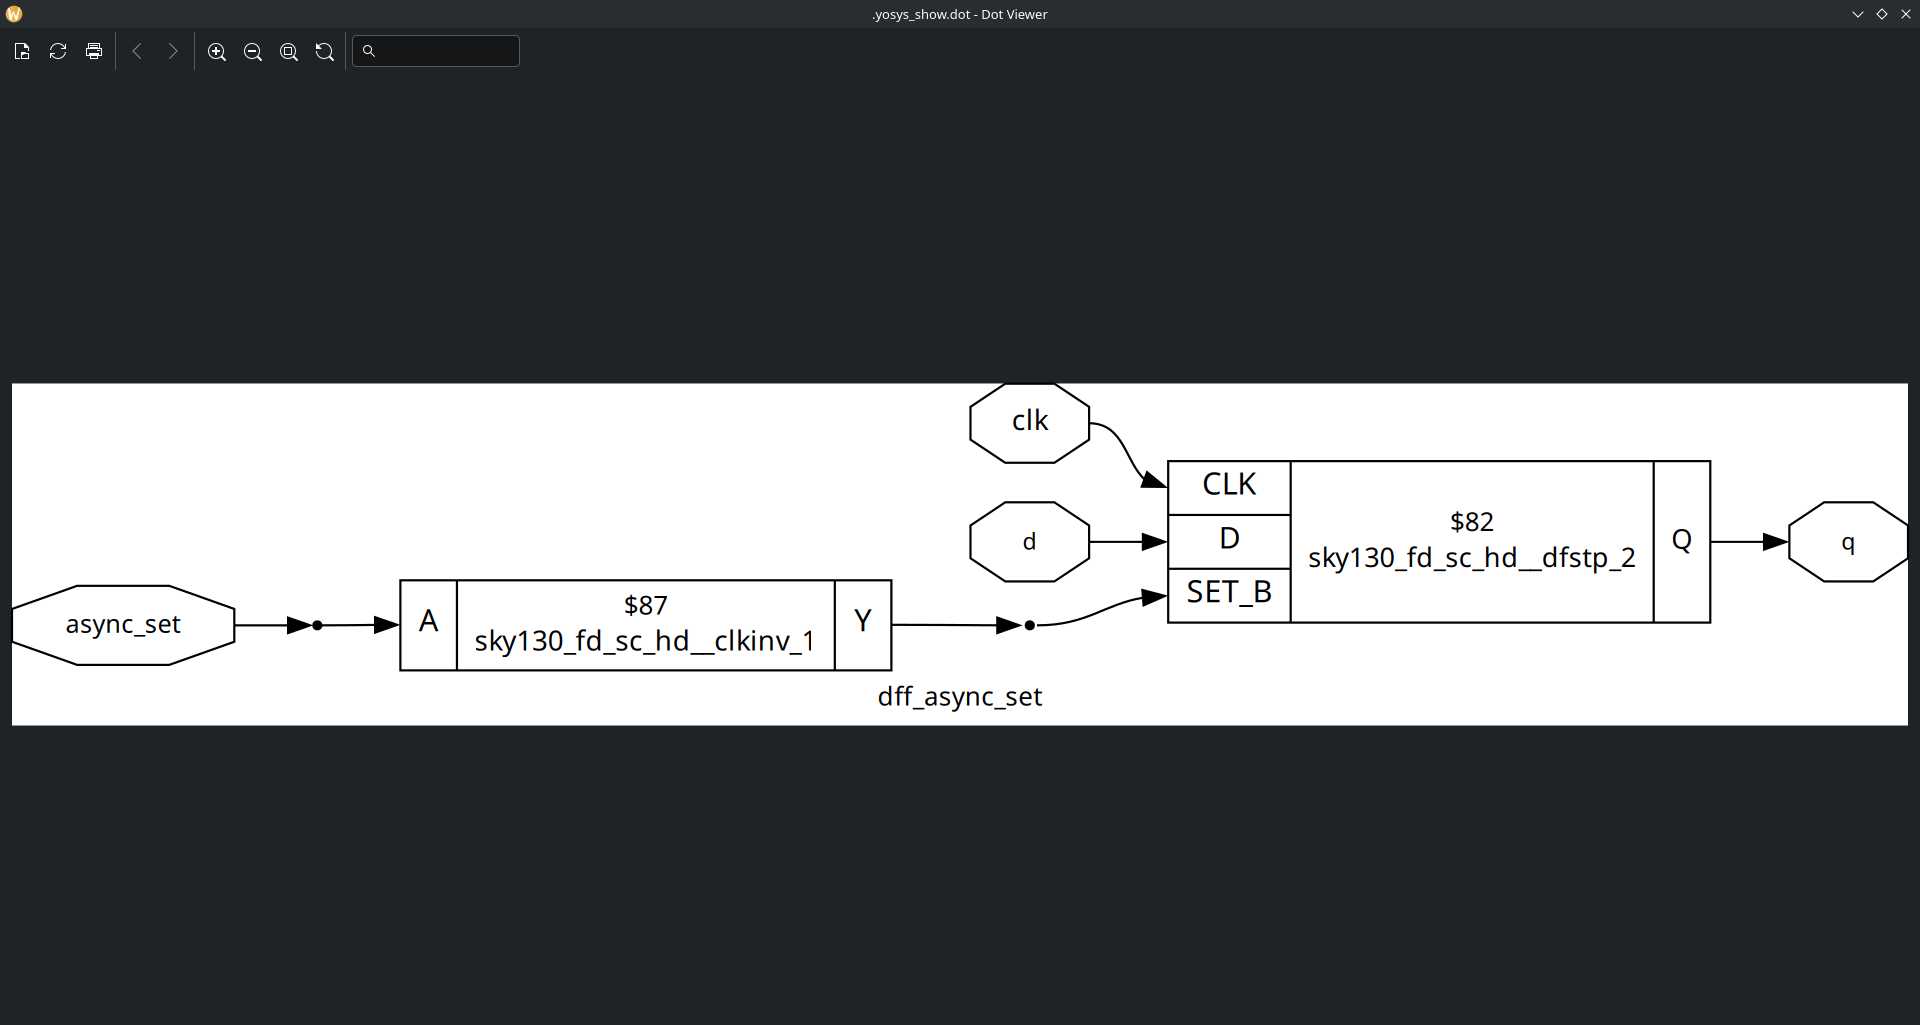 .yosys_show.dot - Dot Viewer
clk
CLK
d
D
SET_B
$82
sky130_fd_sc_hd__dfstp_2
Q
q
async_set
A
$87
sky130_fd_sc_hd__clkinv_1
Y
dff_async_set